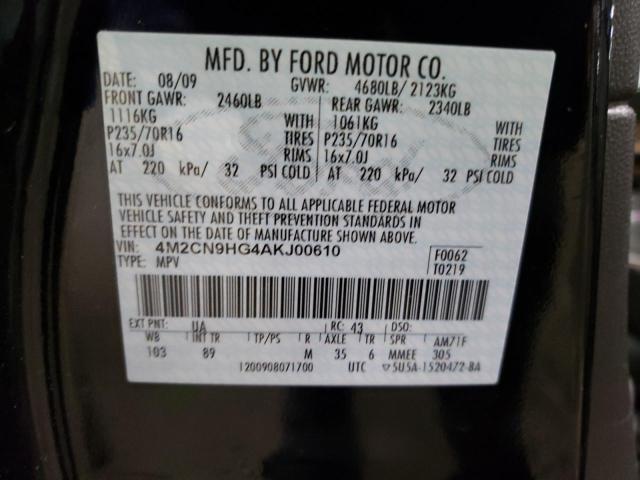 MFD. BY FORD MOTOR CO.
DATE: 08/09 GVWR: 4680LB/ 2123KG
FRONT GAWR: 2460LB REAR GAWR: 2340LB
1116KG WITH 1061KG WITH
P235/70R16 TIRES P235/70R16 TIRES
16x7.0J RIMS 16x7.0J RIMS
AT 220 kPa/ 32 PSI COLD AT 220 kPa/ 32 PSI COLD
THIS VEHICLE CONFORMS TO ALL APPLICABLE FEDERAL MOTOR
VEHICLE SAFETY AND THEFT PREVENTION STANDARDS IN
EFFECT ON THE DATE OF MANUFACTURE SHOWN ABOVE.
VIN: 4M2CN9HG4AKJ00610 F0062
TYPE: MPV T0219
EXT PNT: UA RC: 43 DSO:
WB INT TR TP/PS R AXLE TR SPR AM71F
103 89 M 35 6 MMEE 305
1200908071700 UTC ▽5U5A-1520472-BA